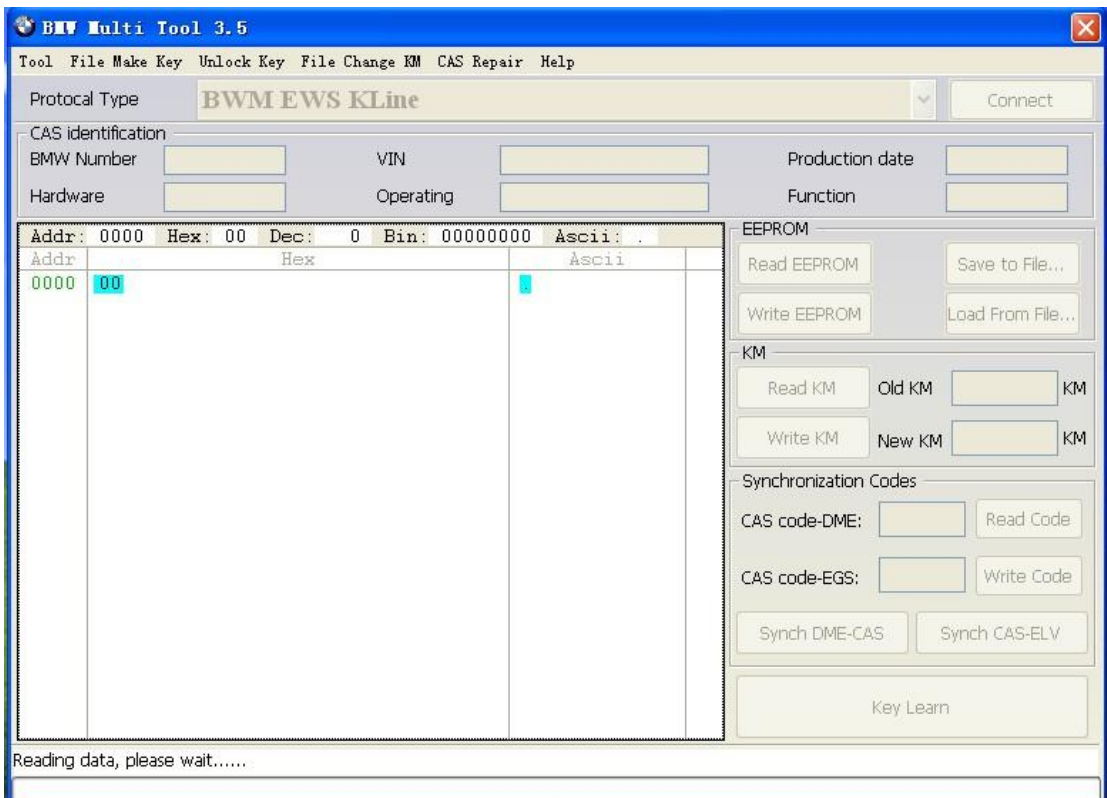 BMW Multi Tool 3.5
Tool File Make Key Unlock Key File Change KM CAS Repair Help
Protocal Type BWM EWS KLine Connect
CAS identification
BMW Number VIN Production date
Hardware Operating Function
Addr: 0000 Hex: 00 Dec: 0 Bin: 00000000 Ascii: .
Addr Hex Ascii
0000 00 .
EEPROM
Read EEPROM Save to File...
Write EEPROM Load From File...
KM
Read KM Old KM KM
Write KM New KM KM
Synchronization Codes
CAS code-DME: Read Code
CAS code-EGS: Write Code
Synch DME-CAS Synch CAS-ELV
Key Learn
Reading data, please wait......